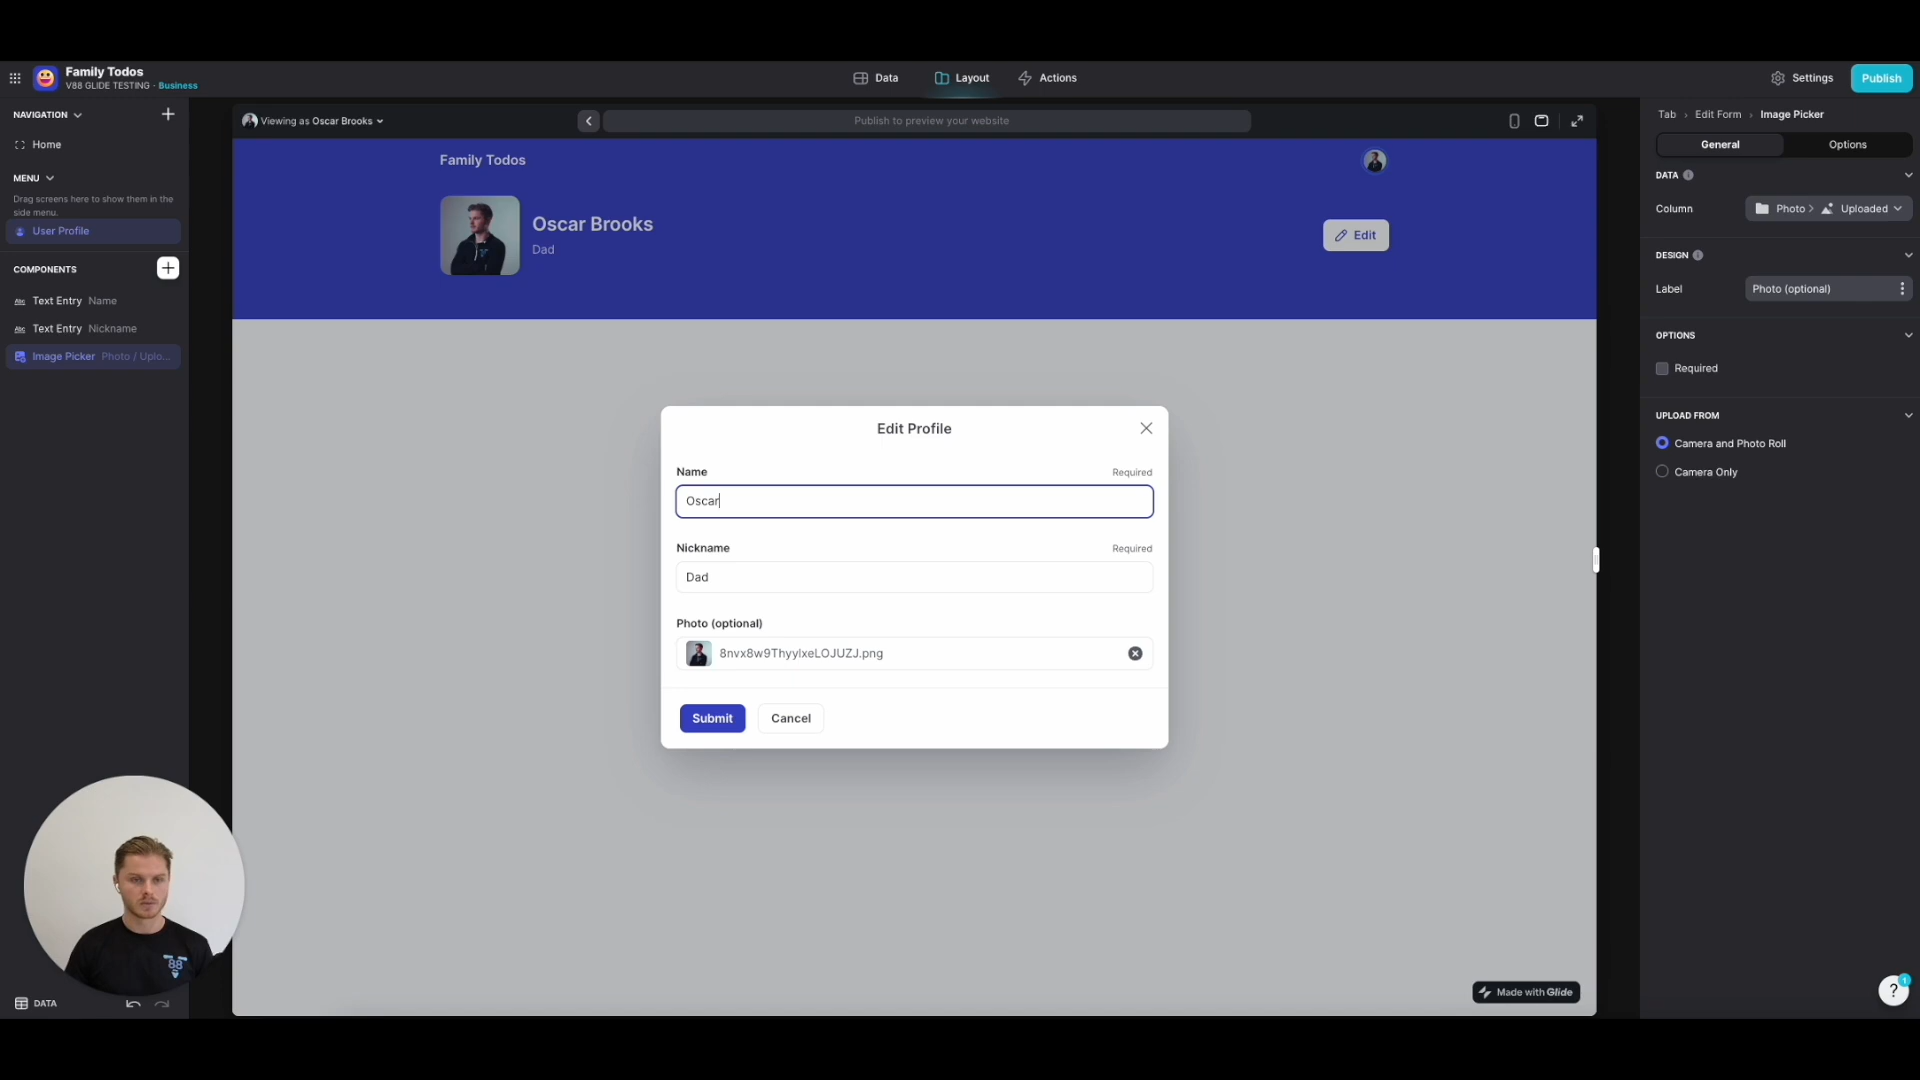 Family Todos
V88 GLIDE TESTING · Business
Data
Layout
Actions
Settings
Publish
NAVIGATION
Home
MENU
Drag screens here to show them in the
side menu.
User Profile
COMPONENTS
Text Entry Name
Text Entry Nickname
Image Picker Photo / Uplo...
DATA
Viewing as Oscar Brooks
Publish to preview your website
Family Todos
Oscar Brooks
Dad
Edit
Edit Profile
Name
Required
Oscar
Nickname
Required
Dad
Photo (optional)
8nvx8w9ThyylxeLOJUZJ.png
Submit
Cancel
Made with Glide
88
Tab › Edit Form › Image Picker
General
Options
DATA
Column
Photo > Uploaded
DESIGN
Label
Photo (optional)
OPTIONS
Required
UPLOAD FROM
Camera and Photo Roll
Camera Only
?
1